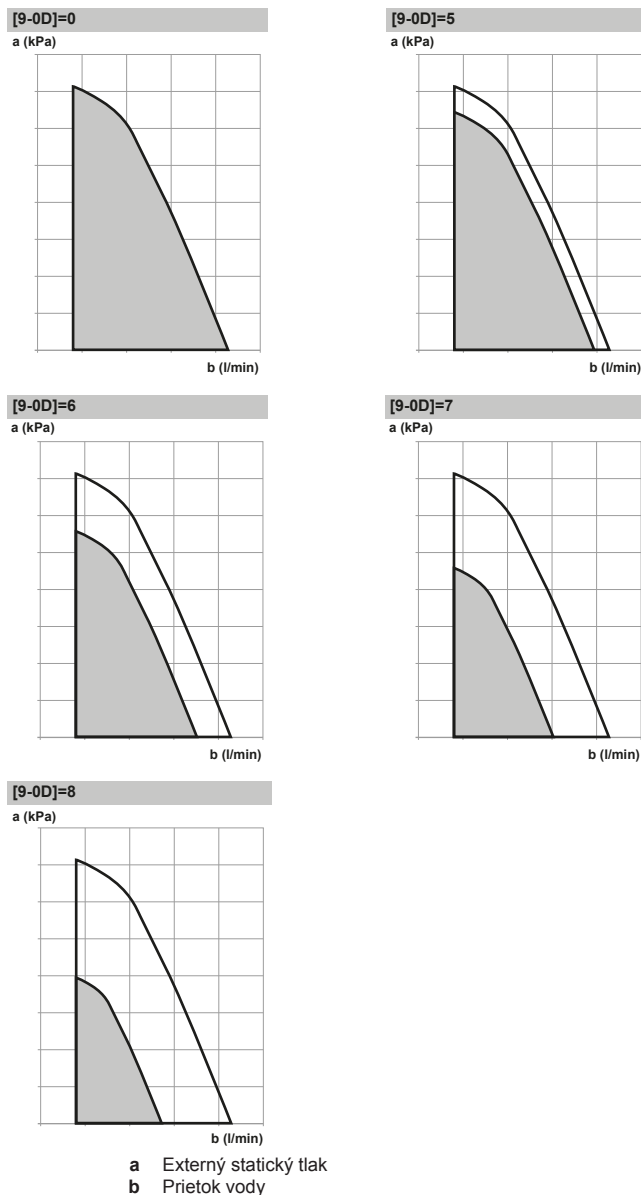 [9-0D]=0
a (kPa)
b (l/min)
[9-0D]=5
a (kPa)
b (l/min)
[9-0D]=6
a (kPa)
b (l/min)
[9-0D]=7
a (kPa)
b (l/min)
[9-0D]=8
a (kPa)
b (l/min)
a Externý statický tlak
b Prietok vody